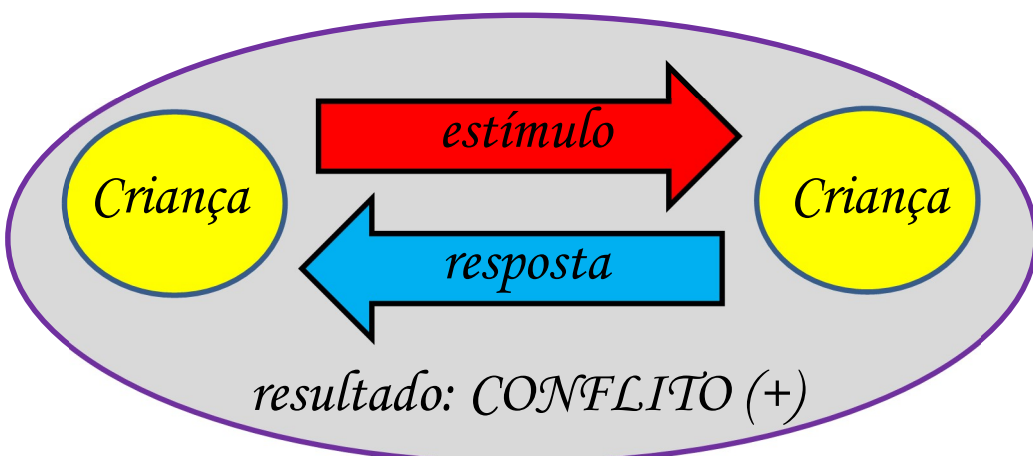 estímulo
Criança
Criança
resposta
resultado: CONFLITO (+)